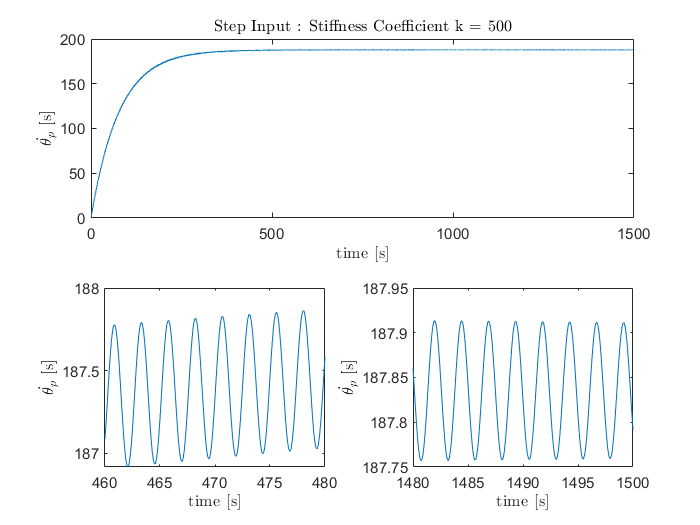 Step Input : Stiffness Coefficient k = 500
200
150
100
50
0
θ̇ₚ [s]
0 500 1000 1500
time [s]
188
187.5
187
θ̇ₚ [s]
460 465 470 475 480
time [s]
187.95
187.9
187.85
187.8
187.75
θ̇ₚ [s]
1480 1485 1490 1495 1500
time [s]